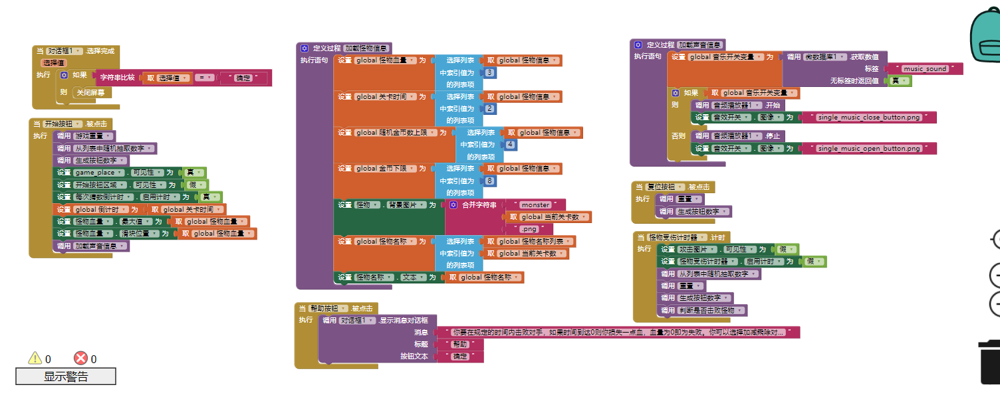 当 对话框1 .选择完成
选择值
执行 如果 字符串比较 取 选择值 = " 确定 "
则 关闭屏幕
当 开始按钮 .被点击
执行 调用 游戏重置
调用 从列表中随机抽取数字
调用 生成按钮数字
设置 game_place . 可见性 为 真
设置 开始按钮区域 . 可见性 为 假
设置 每次猜数倒计时 . 启用计时 为 真
设置 global 倒计时 为 取 global 关卡时间
设置 怪物血量 . 最大值 为 取 global 怪物血量
设置 怪物血量 . 滑块位置 为 取 global 怪物血量
调用 加载声音信息
0 0
显示警告
定义过程 加载怪物信息
执行语句 设置 global 怪物血量 为 选择列表 取 global 怪物信息
中索引值为 3
的列表项
设置 global 关卡时间 为 选择列表 取 global 怪物信息
中索引值为 2
的列表项
设置 global 随机金币数上限 为 选择列表 取 global 怪物信息
中索引值为 4
的列表项
设置 global 金币下限 为 选择列表 取 global 怪物信息
中索引值为 8
的列表项
设置 怪物 . 背景图片 为 合并字符串 " monster "
取 global 当前关卡数
" .png "
设置 global 怪物名称 为 选择列表 取 global 怪物名称列表
中索引值为 取 global 当前关卡数
的列表项
设置 怪物名称 . 文本 为 取 global 怪物名称
当 帮助按钮 .被点击
执行 调用 对话框1 .显示消息对话框
消息 " 你要在规定的时间内击败对手，如果时间到达0则你损失一点血，血量为0即为失败。你可以选择加减乘除对... "
标题 " 帮助 "
按钮文本 " 确定 "
定义过程 加载声音信息
执行语句 设置 global 音乐开关变量 为 调用 微数据库1 .获取数值
标签 " music_sound "
无标签时返回值 真
如果 取 global 音乐开关变量
则 调用 音频播放器1 .开始
设置 音效开关 . 图像 为 " single_music_close_button.png "
否则 调用 音频播放器1 .停止
设置 音效开关 . 图像 为 " single_music_open_button.png "
当 复位按钮 .被点击
执行 调用 重置
调用 生成按钮数字
当 怪物受伤计时器 .计时
执行 设置 攻击图片 . 可见性 为 假
设置 怪物受伤计时器 . 启用计时 为 假
调用 从列表中随机抽取数字
调用 重置
调用 生成按钮数字
调用 判断是否击败怪物